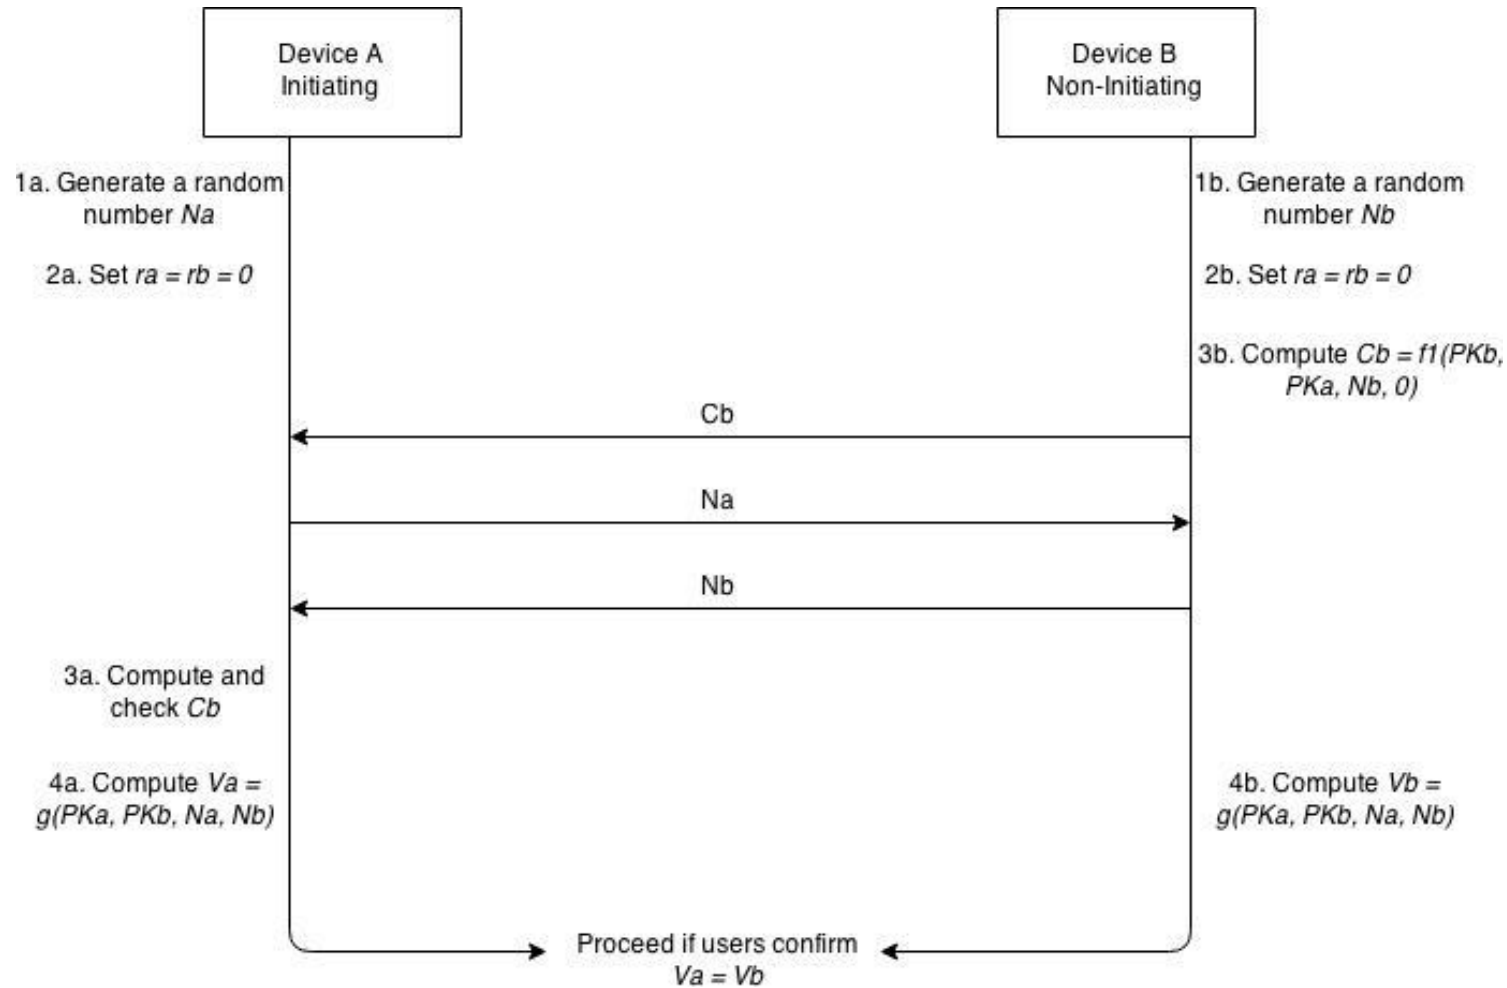 Device A
Initiating
Device B
Non-Initiating
1a. Generate a random
number Na
1b. Generate a random
number Nb
2a. Set ra = rb = 0
2b. Set ra = rb = 0
3b. Compute Cb = f1(PKb,
PKa, Nb, 0)
Cb
Na
Nb
3a. Compute and
check Cb
4a. Compute Va =
g(PKa, PKb, Na, Nb)
4b. Compute Vb =
g(PKa, PKb, Na, Nb)
Proceed if users confirm
Va = Vb